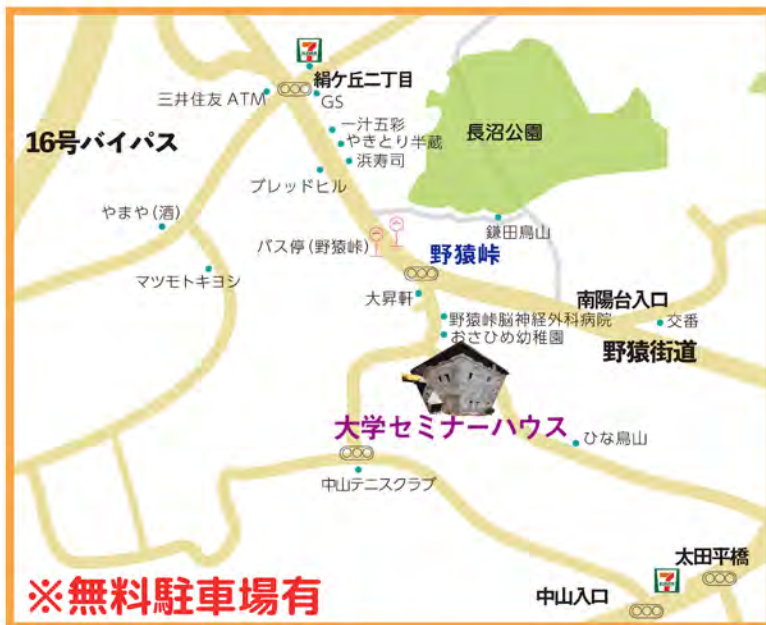 絹ケ丘二丁目
三井住友 ATM
GS
一汁五彩
やきとり半蔵
浜寿司
16号バイパス
長沼公園
ブレッドヒル
やまや(酒)
鎌田鳥山
バス停(野猿峠)
野猿峠
マツモトキヨシ
大昇軒
南陽台入口
野猿峠脳神経外科病院
交番
おさひめ幼稚園
野猿街道
大学セミナーハウス
ひな鳥山
中山テニスクラブ
太田平橋
中山入口
※無料駐車場有